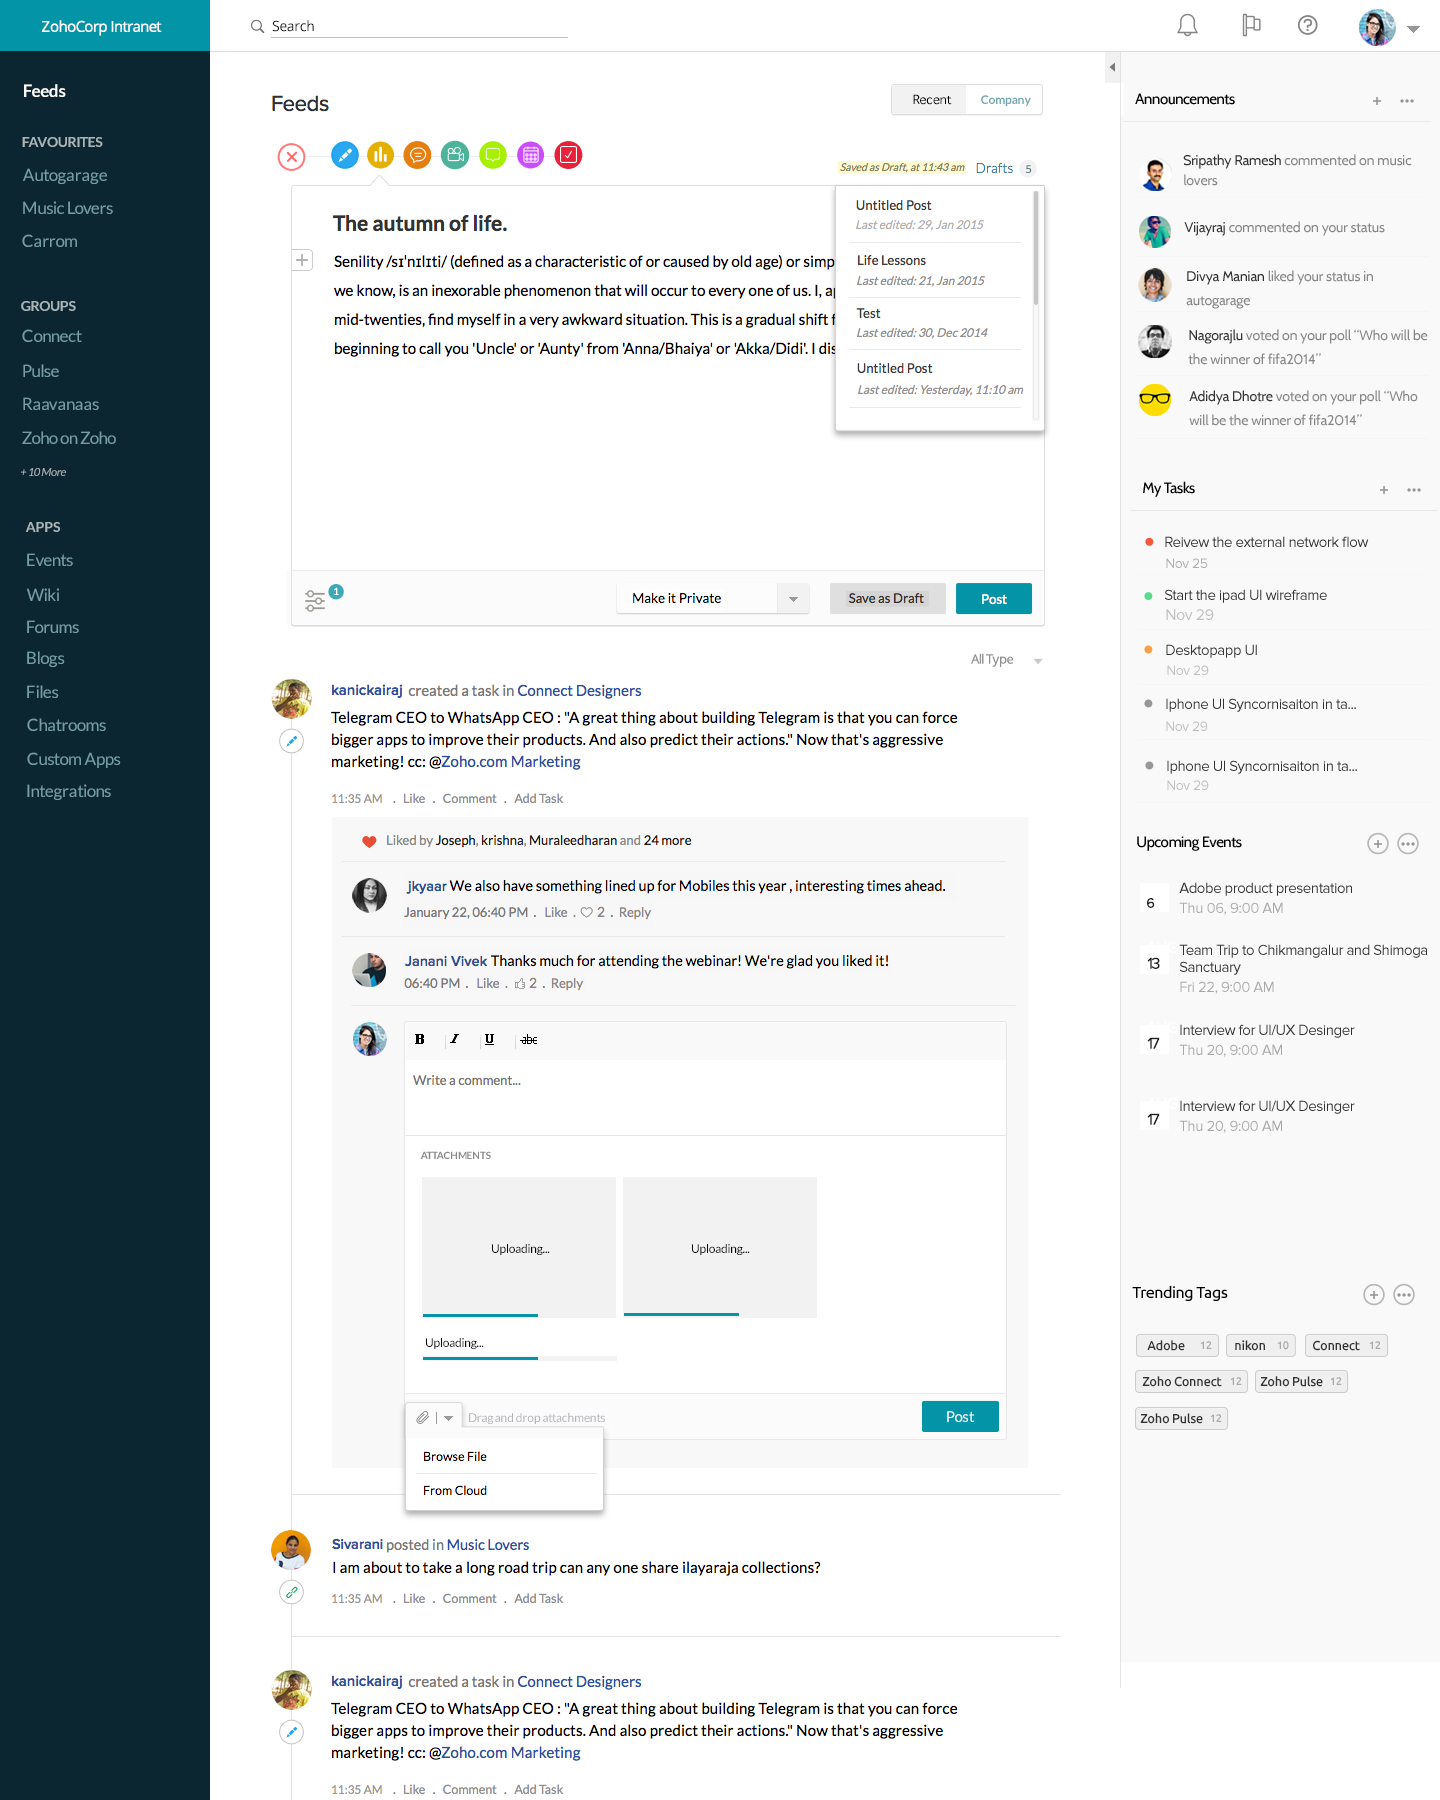 ZohoCorp Intranet
Search
Feeds
FAVOURITES
Autogarage
Music Lovers
Carrom
GROUPS
Connect
Pulse
Raavanaas
Zoho on Zoho
+ 10 More
APPS
Events
Wiki
Forums
Blogs
Files
Chatrooms
Custom Apps
Integrations
Feeds
Recent Company
Saved as Draft, at 11:43 am Drafts 5
The autumn of life.
Senility /sɪ'nɪlɪti/ (defined as a characteristic of or caused by old age) or simp
we know, is an inexorable phenomenon that will occur to every one of us. I, ap
mid-twenties, find myself in a very awkward situation. This is a gradual shift f
beginning to call you 'Uncle' or 'Aunty' from 'Anna/Bhaiya' or 'Akka/Didi'. I dis
Untitled Post
Last edited: 29, Jan 2015
Life Lessons
Last edited: 21, Jan 2015
Test
Last edited: 30, Dec 2014
Untitled Post
Last edited: Yesterday, 11:10 am
1
Make it Private
Save as Draft
Post
All Type
kanickairaj created a task in Connect Designers
Telegram CEO to WhatsApp CEO : "A great thing about building Telegram is that you can force
bigger apps to improve their products. And also predict their actions." Now that's aggressive
marketing! cc: @Zoho.com Marketing
11:35 AM . Like . Comment . Add Task
Liked by Joseph, krishna, Muraleedharan and 24 more
jkyaar We also have something lined up for Mobiles this year , interesting times ahead.
January 22, 06:40 PM . Like . 2 . Reply
Janani Vivek Thanks much for attending the webinar! We're glad you liked it!
06:40 PM . Like . 2 . Reply
B I U abc
Write a comment...
ATTACHMENTS
Uploading... Uploading...
Uploading...
Drag and drop attachments
Post
Browse File
From Cloud
Sivarani posted in Music Lovers
I am about to take a long road trip can any one share ilayaraja collections?
11:35 AM . Like . Comment . Add Task
kanickairaj created a task in Connect Designers
Telegram CEO to WhatsApp CEO : "A great thing about building Telegram is that you can force
bigger apps to improve their products. And also predict their actions." Now that's aggressive
marketing! cc: @Zoho.com Marketing
11:35 AM . Like . Comment . Add Task
Announcements
Sripathy Ramesh commented on music
lovers
Vijayraj commented on your status
Divya Manian liked your status in
autogarage
Nagorajlu voted on your poll "Who will be
the winner of fifa2014"
Adidya Dhotre voted on your poll "Who
will be the winner of fifa2014"
My Tasks
Reivew the external network flow
Nov 25
Start the ipad UI wireframe
Nov 29
Desktopapp UI
Nov 29
Iphone UI Syncornisaiton in ta...
Nov 29
Iphone UI Syncornisaiton in ta...
Nov 29
Upcoming Events
6 Adobe product presentation
Thu 06, 9:00 AM
13 Team Trip to Chikmangalur and Shimoga
Sanctuary
Fri 22, 9:00 AM
17 Interview for UI/UX Desinger
Thu 20, 9:00 AM
17 Interview for UI/UX Desinger
Thu 20, 9:00 AM
Trending Tags
Adobe 12 nikon 10 Connect 12
Zoho Connect 12 Zoho Pulse 12
Zoho Pulse 12